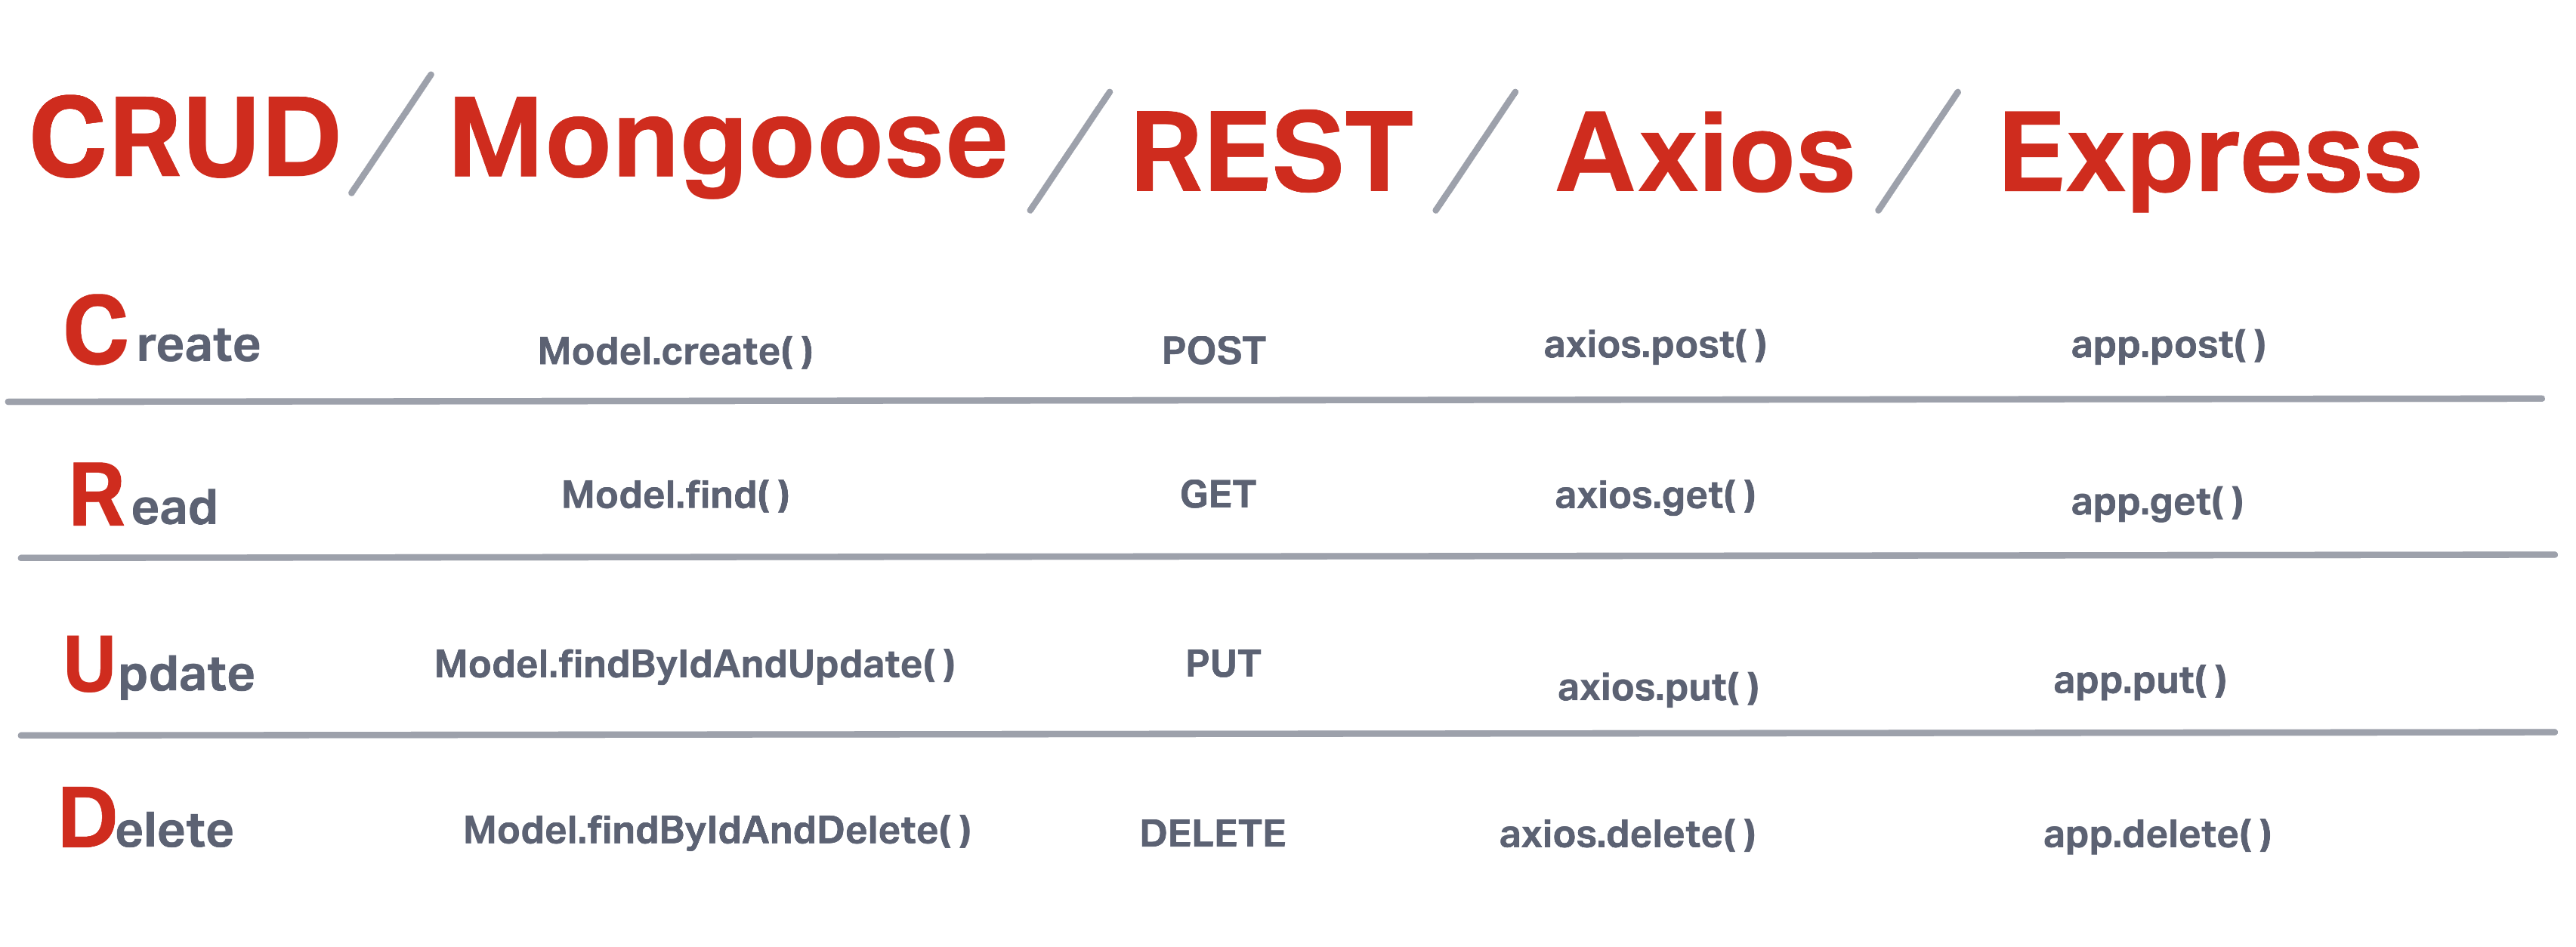 CRUD / Mongoose / REST / Axios / Express
Create Model.create() POST axios.post() app.post()
Read Model.find() GET axios.get() app.get()
Update Model.findByIdAndUpdate() PUT axios.put() app.put()
Delete Model.findByIdAndDelete() DELETE axios.delete() app.delete()